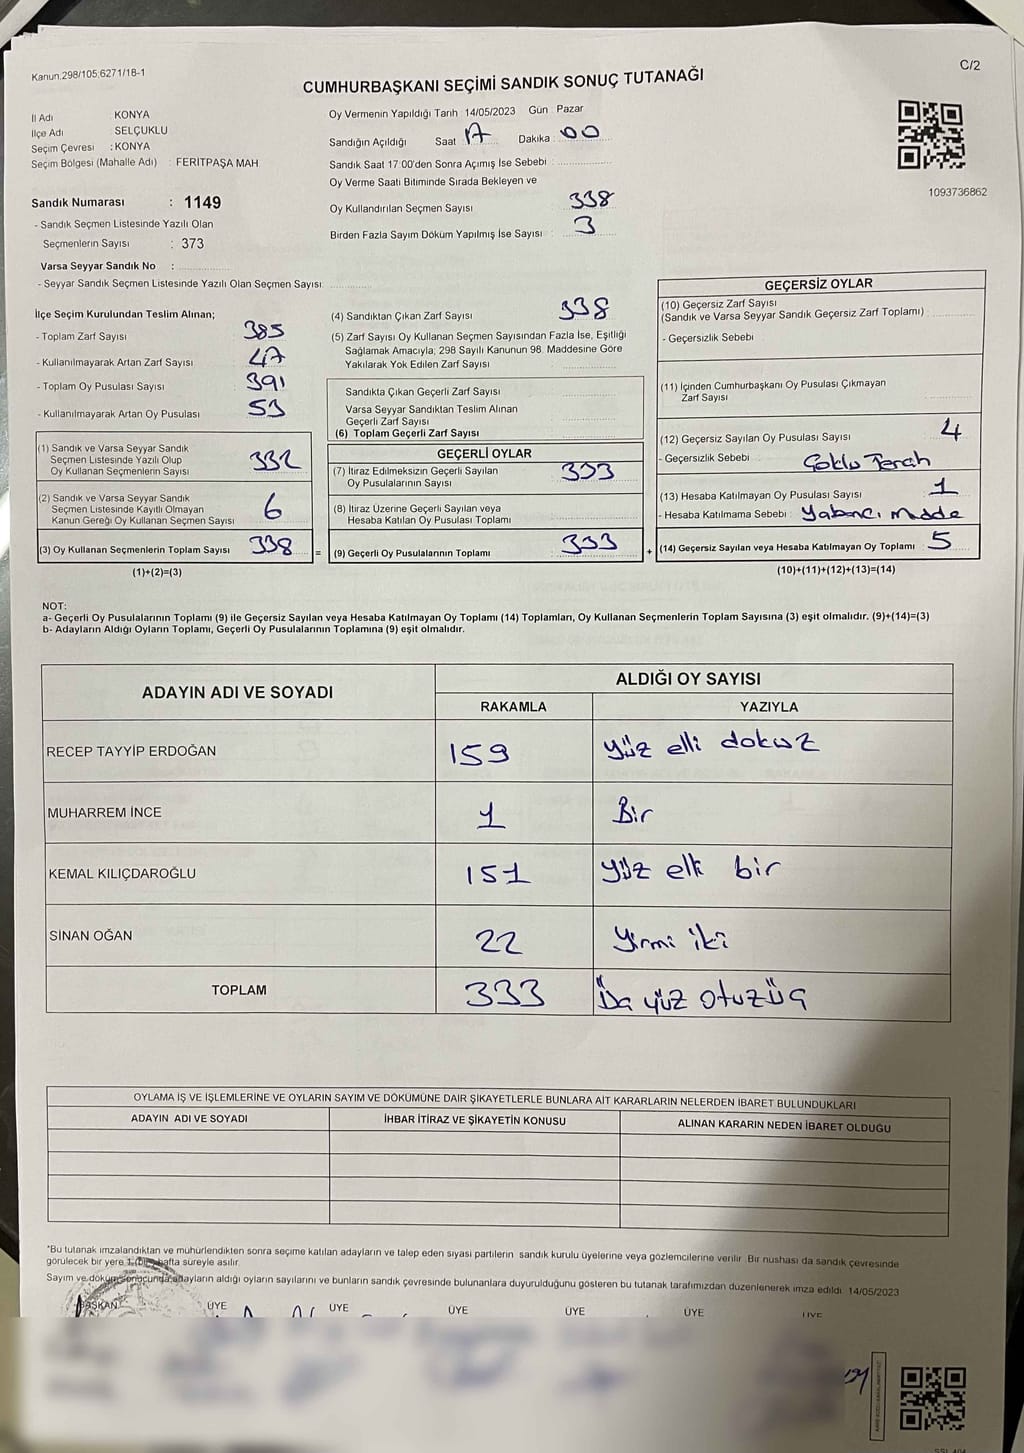 Kanun.298/105;6271/18-1
C/2
CUMHURBAŞKANI SEÇİMİ SANDIK SONUÇ TUTANAĞI
İl Adı KONYA
İlçe Adı SELÇUKLU
Seçim Çevresi : KONYA
Seçim Bölgesi (Mahalle Adı) : FERİTPAŞA MAH.
Oy Vermenin Yapıldığı Tarih 14/05/2023 Gün Pazar
Sandığın Açıldığı Saat 17 Dakika : 00
Sandık Saat 17:00'den Sonra Açımış İse Sebebi :
Oy Verme Saati Bitiminde Sırada Bekleyen ve
Oy Kullandırılan Seçmen Sayısı 338
Birden Fazla Sayım Döküm Yapılmış İse Sayısı : 3
1093736862
Sandık Numarası : 1149
- Sandık Seçmen Listesinde Yazılı Olan
Seçmenlerin Sayısı : 373
Varsa Seyyar Sandık No :
- Seyyar Sandık Seçmen Listesinde Yazılı Olan Seçmen Sayısı:
İlçe Seçim Kurulundan Teslim Alınan;
- Toplam Zarf Sayısı 385
- Kullanılmayarak Artan Zarf Sayısı 47
- Toplam Oy Pusulası Sayısı 391
- Kullanılmayarak Artan Oy Pusulası 53
(1) Sandık ve Varsa Seyyar Sandık
Seçmen Listesinde Yazılı Olup
Oy Kullanan Seçmenlerin Sayısı 332
(2) Sandık ve Varsa Seyyar Sandık
Seçmen Listesinde Kayıtlı Olmayan
Kanun Gereği Oy Kullanan Seçmen Sayısı 6
(3) Oy Kullanan Seçmenlerin Toplam Sayısı 338
(1)+(2)=(3)
(4) Sandıktan Çıkan Zarf Sayısı 338
(5) Zarf Sayısı Oy Kullanan Seçmen Sayısından Fazla İse, Eşitliği
Sağlamak Amacıyla; 298 Sayılı Kanunun 98. Maddesine Göre
Yakılarak Yok Edilen Zarf Sayısı
Sandıkta Çıkan Geçerli Zarf Sayısı
Varsa Seyyar Sandıktan Teslim Alınan
Geçerli Zarf Sayısı
(6) Toplam Geçerli Zarf Sayısı
GEÇERLİ OYLAR
(7) İtiraz Edilmeksizin Geçerli Sayılan
Oy Pusulalarının Sayısı 333
(8) İtiraz Üzerine Geçerli Sayılan veya
Hesaba Katılan Oy Pusulası Toplamı
= (9) Geçerli Oy Pusulalarının Toplamı 333
GEÇERSİZ OYLAR
(10) Geçersiz Zarf Sayısı
(Sandık ve Varsa Seyyar Sandık Geçersiz Zarf Toplamı)
- Geçersizlik Sebebi
(11) İçinden Cumhurbaşkanı Oy Pusulası Çıkmayan
Zarf Sayısı
(12) Geçersiz Sayılan Oy Pusulası Sayısı 4
- Geçersizlik Sebebi : Çoklu Tercih
(13) Hesaba Katılmayan Oy Pusulası Sayısı 1
- Hesaba Katılmama Sebebi : Yabancı madde
+ (14) Geçersiz Sayılan veya Hesaba Katılmayan Oy Toplamı 5
(10)+(11)+(12)+(13)=(14)
NOT:
a- Geçerli Oy Pusulalarının Toplamı (9) ile Geçersiz Sayılan veya Hesaba Katılmayan Oy Toplamı (14) Toplamları, Oy Kullanan Seçmenlerin Toplam Sayısına (3) eşit olmalıdır. (9)+(14)=(3)
b- Adayların Aldığı Oyların Toplamı, Geçerli Oy Pusulalarının Toplamına (9) eşit olmalıdır.
ADAYIN ADI VE SOYADI
ALDIĞI OY SAYISI
RAKAMLA YAZIYLA
RECEP TAYYİP ERDOĞAN 159 Yüz elli dokuz
MUHARREM İNCE 1 Bir
KEMAL KILIÇDAROĞLU 151 Yüz elli bir
SİNAN OĞAN 22 Yirmi iki
TOPLAM 333 Üç yüz otuzüç
OYLAMA İŞ VE İŞLEMLERİNE VE OYLARIN SAYIM VE DÖKÜMÜNE DAİR ŞİKAYETLERLE BUNLARA AİT KARARLARIN NELERDEN İBARET BULUNDUKLARI
ADAYIN ADI VE SOYADI İHBAR İTİRAZ VE ŞİKAYETİN KONUSU ALINAN KARARIN NEDEN İBARET OLDUĞU
*Bu tutanak imzalandıktan ve mühürlendikten sonra seçime katılan adayların ve talep eden siyasi partilerin sandık kurulu üyelerine veya gözlemcilerine verilir. Bir nüshası da sandık çevresinde
görülecek bir yere 1 (bir) hafta süreyle asılır.
Sayım ve döküm sonucunda adayların aldığı oyların sayılarını ve bunların sandık çevresinde bulunanlara duyurulduğunu gösteren bu tutanak tarafımızdan düzenlenerek imza edildi. 14/05/2023
BAŞKAN ÜYE ÜYE ÜYE ÜYE ÜYE ÜYE